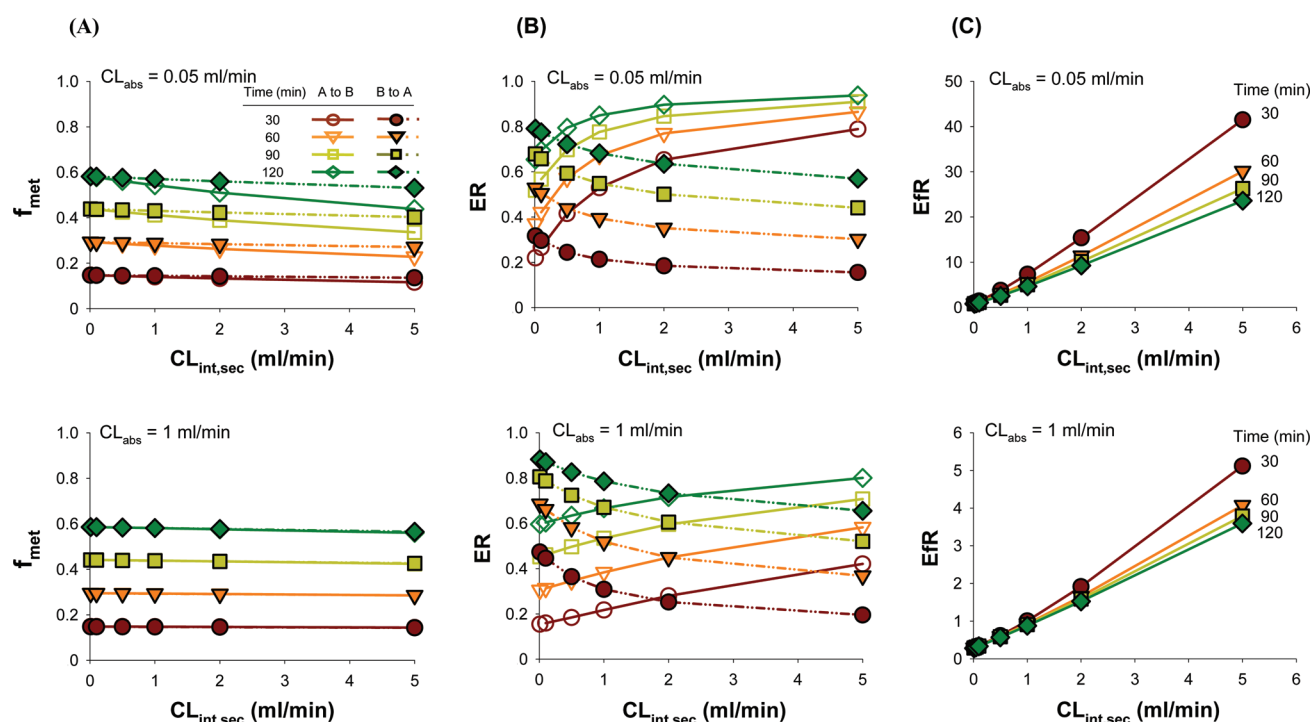 (A)
CLabs = 0.05 ml/min
Time (min) A to B B to A
30
60
90
120
fmet
1.0
0.8
0.6
0.4
0.2
0
0 1 2 3 4 5
CLint,sec (ml/min)
(B)
CLabs = 0.05 ml/min
ER
1.0
0.8
0.6
0.4
0.2
0
0 1 2 3 4 5
CLint,sec (ml/min)
(C)
CLabs = 0.05 ml/min
Time (min)
30
60
90
120
EfR
50
40
30
20
10
0
0 1 2 3 4 5 6
CLint,sec (ml/min)
CLabs = 1 ml/min
fmet
1.0
0.8
0.6
0.4
0.2
0
0 1 2 3 4 5
CLint,sec (ml/min)
CLabs = 1 ml/min
ER
1.0
0.8
0.6
0.4
0.2
0
0 1 2 3 4 5
CLint,sec (ml/min)
CLabs = 1 ml/min
Time (min)
30
60
90
120
EfR
6
5
4
3
2
1
0
0 1 2 3 4 5 6
CLint,sec (ml/min)